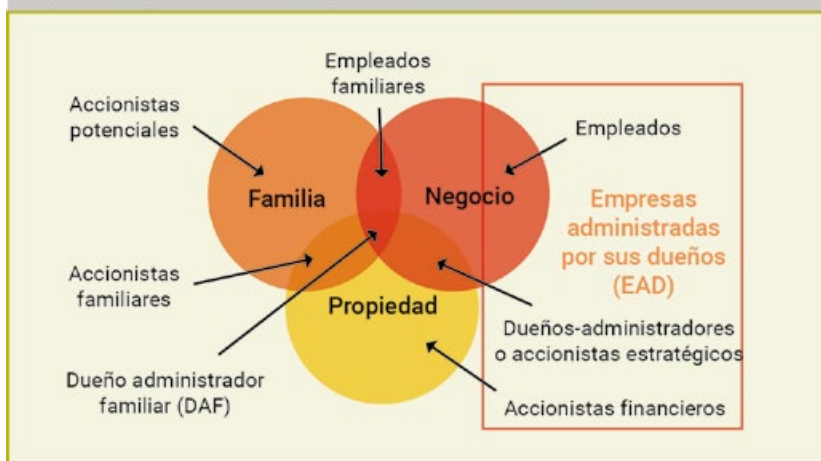 Empleados
familiares
Accionistas
potenciales
Empleados
Familia
Negocio
Empresas
administradas
por sus dueños
(EAD)
Accionistas
familiares
Propiedad
Dueños-administradores
o accionistas estratégicos
Dueño administrador
familiar (DAF)
Accionistas financieros